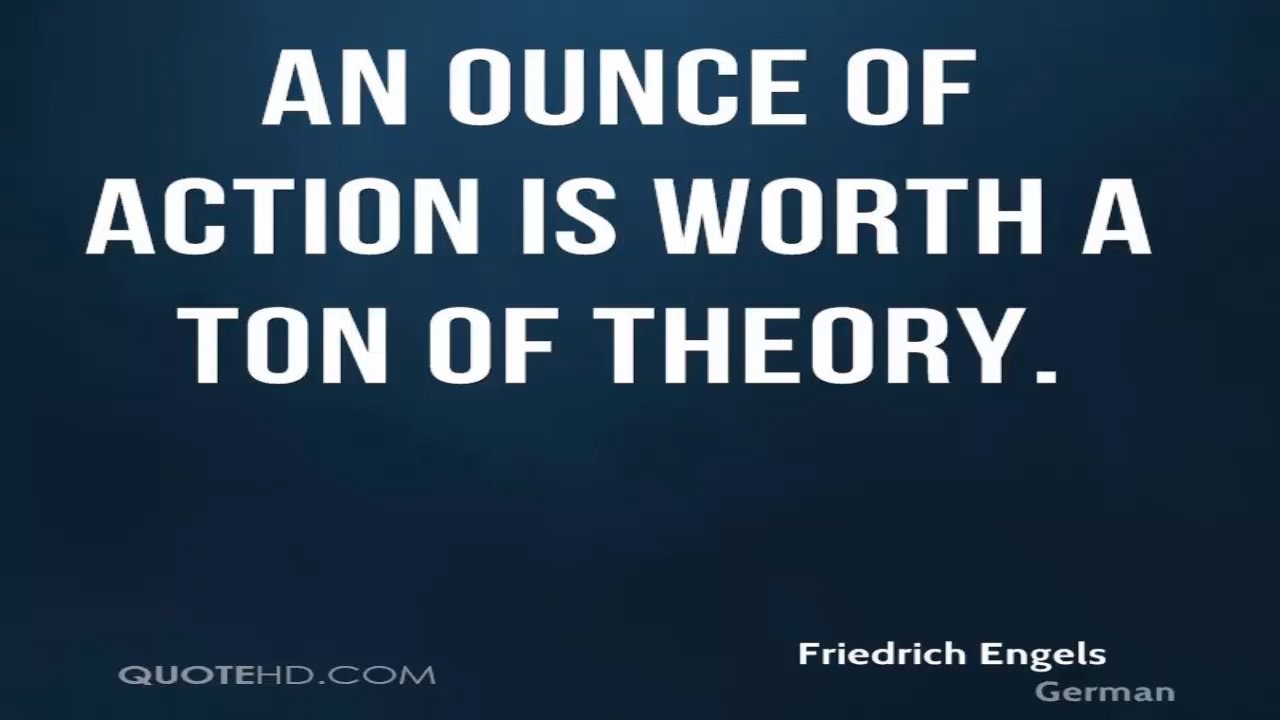 AN OUNCE OF
ACTION IS WORTH A
TON OF THEORY.
Friedrich Engels
QUOTEHD.COM
German